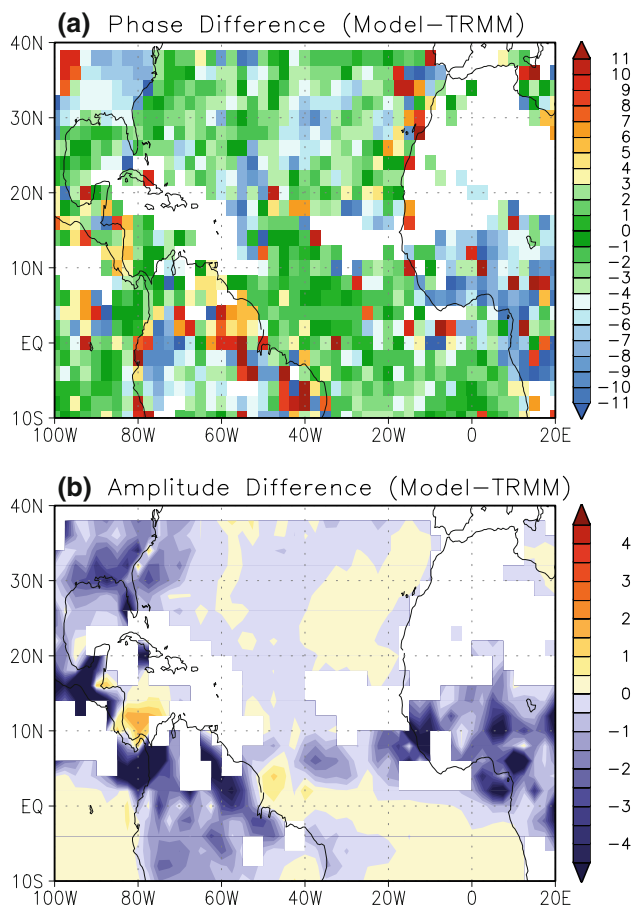 (a) Phase Difference (Model−TRMM)
40N
30N
20N
10N
EQ
10S
100W 80W 60W 40W 20W 0 20E
11
10
9
8
7
6
5
4
3
2
1
0
−1
−2
−3
−4
−5
−6
−7
−8
−9
−10
−11
(b) Amplitude Difference (Model−TRMM)
40N
30N
20N
10N
EQ
10S
100W 80W 60W 40W 20W 0 20E
4
3
2
1
0
−1
−2
−3
−4